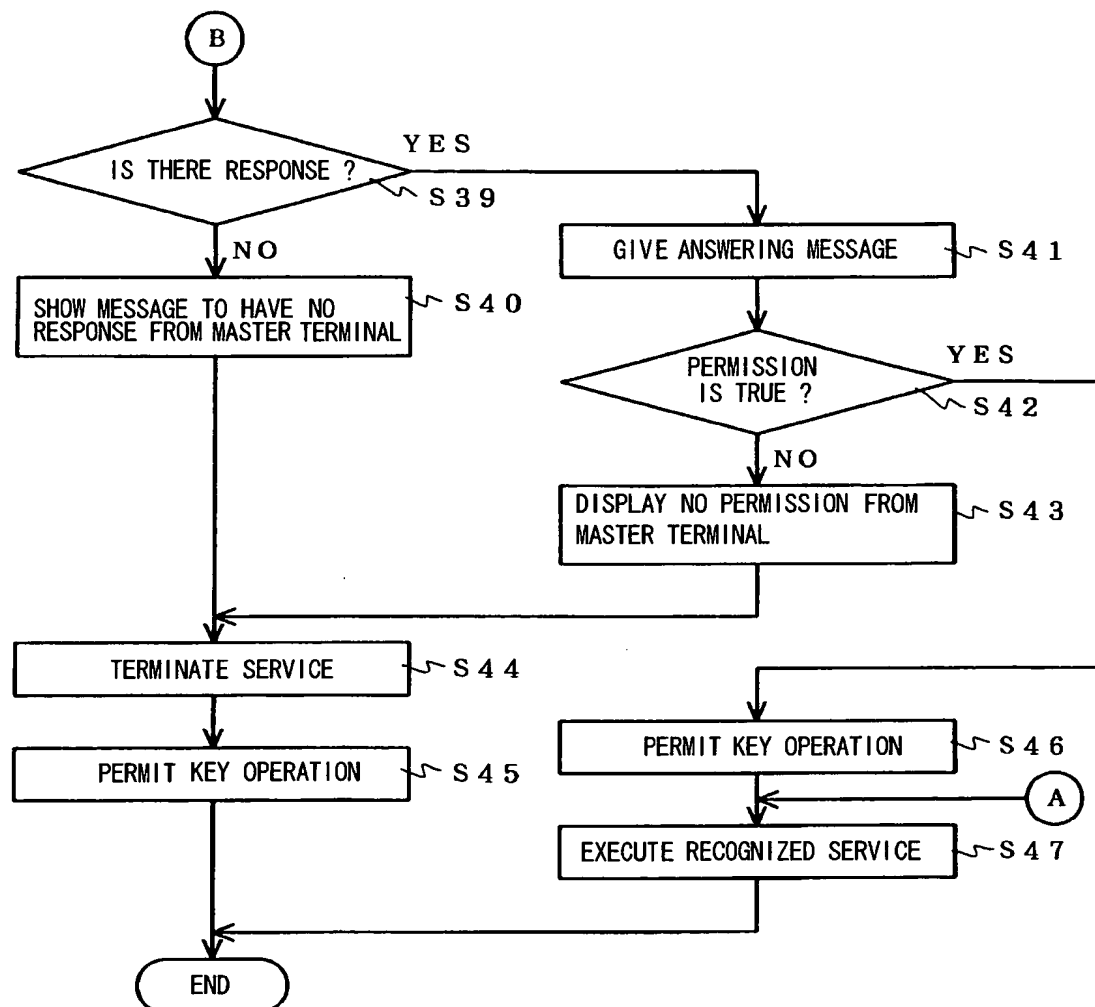 B
IS THERE RESPONSE ?
YES
S39
NO
SHOW MESSAGE TO HAVE NO
RESPONSE FROM MASTER TERMINAL
S40
GIVE ANSWERING MESSAGE
S41
PERMISSION
IS TRUE ?
YES
S42
NO
DISPLAY NO PERMISSION FROM
MASTER TERMINAL
S43
TERMINATE SERVICE
S44
PERMIT KEY OPERATION
S45
PERMIT KEY OPERATION
S46
A
EXECUTE RECOGNIZED SERVICE
S47
END